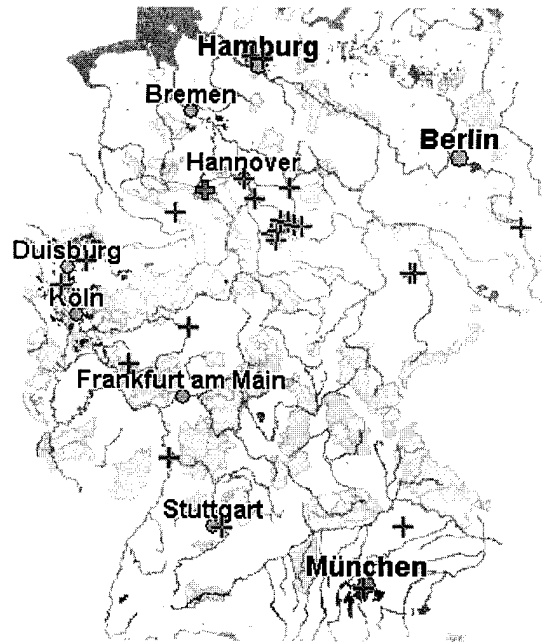 Hamburg
Bremen
Berlin
Hannover
Duisburg
Köln
Frankfurt am Main
Stuttgart
München